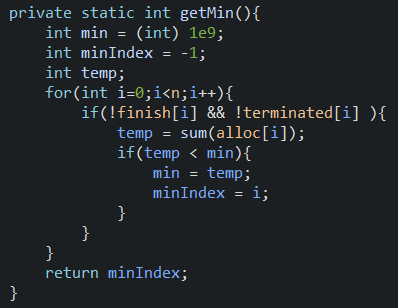 private static int getMin(){
    int min = (int) 1e9;
    int minIndex = -1;
    int temp;
    for(int i=0;i<n;i++){
        if(!finish[i] && !terminated[i] ){
            temp = sum(alloc[i]);
            if(temp < min){
                min = temp;
                minIndex = i;
            }
        }
    }
    return minIndex;
}